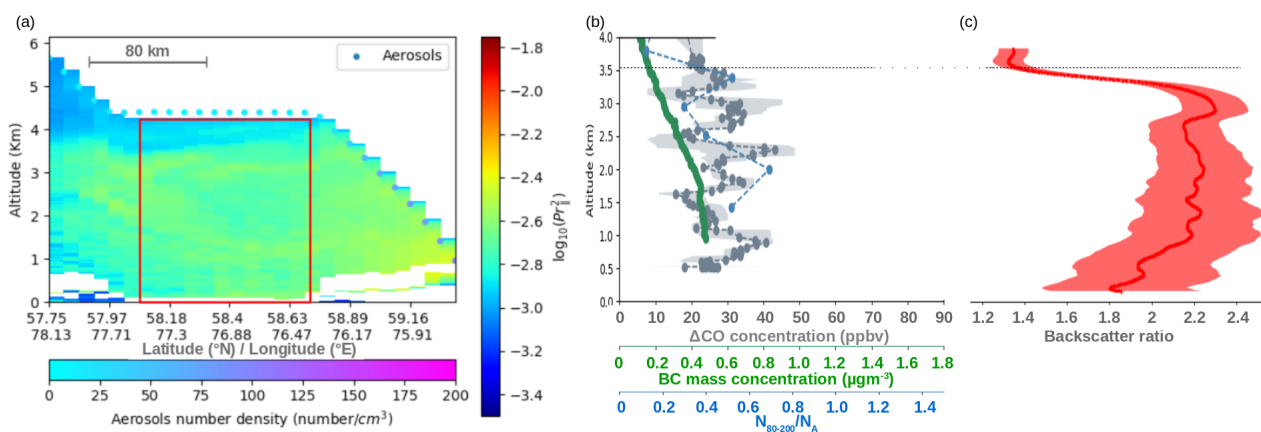 (a)
(b)
(c)
6
5
4
3
2
1
0
Altitude (Km)
80 km
Aerosols
57.75 57.97 58.18 58.4 58.63 58.89 59.16
78.13 77.71 77.3 76.88 76.47 76.17 75.91
Latitude (°N) / Longitude (°E)
0 25 50 75 100 125 150 175 200
Aerosols number density (number/cm³)
−1.8
−2.0
−2.2
−2.4
−2.6
−2.8
−3.0
−3.2
−3.4
log₁₀(Pr²∥)
4.0
3.5
3.0
2.5
2.0
1.5
1.0
0.5
0.0
Altitude (km)
0 10 20 30 40 50 60 70 80 90
ΔCO concentration (ppbv)
0 0.2 0.4 0.6 0.8 1.0 1.2 1.4 1.6 1.8
BC mass concentration (µgm⁻³)
0 0.2 0.4 0.6 0.8 1.0 1.2 1.4
N₈₀₋₂₀₀/N_A
1.2 1.4 1.6 1.8 2.0 2.2 2.4
Backscatter ratio